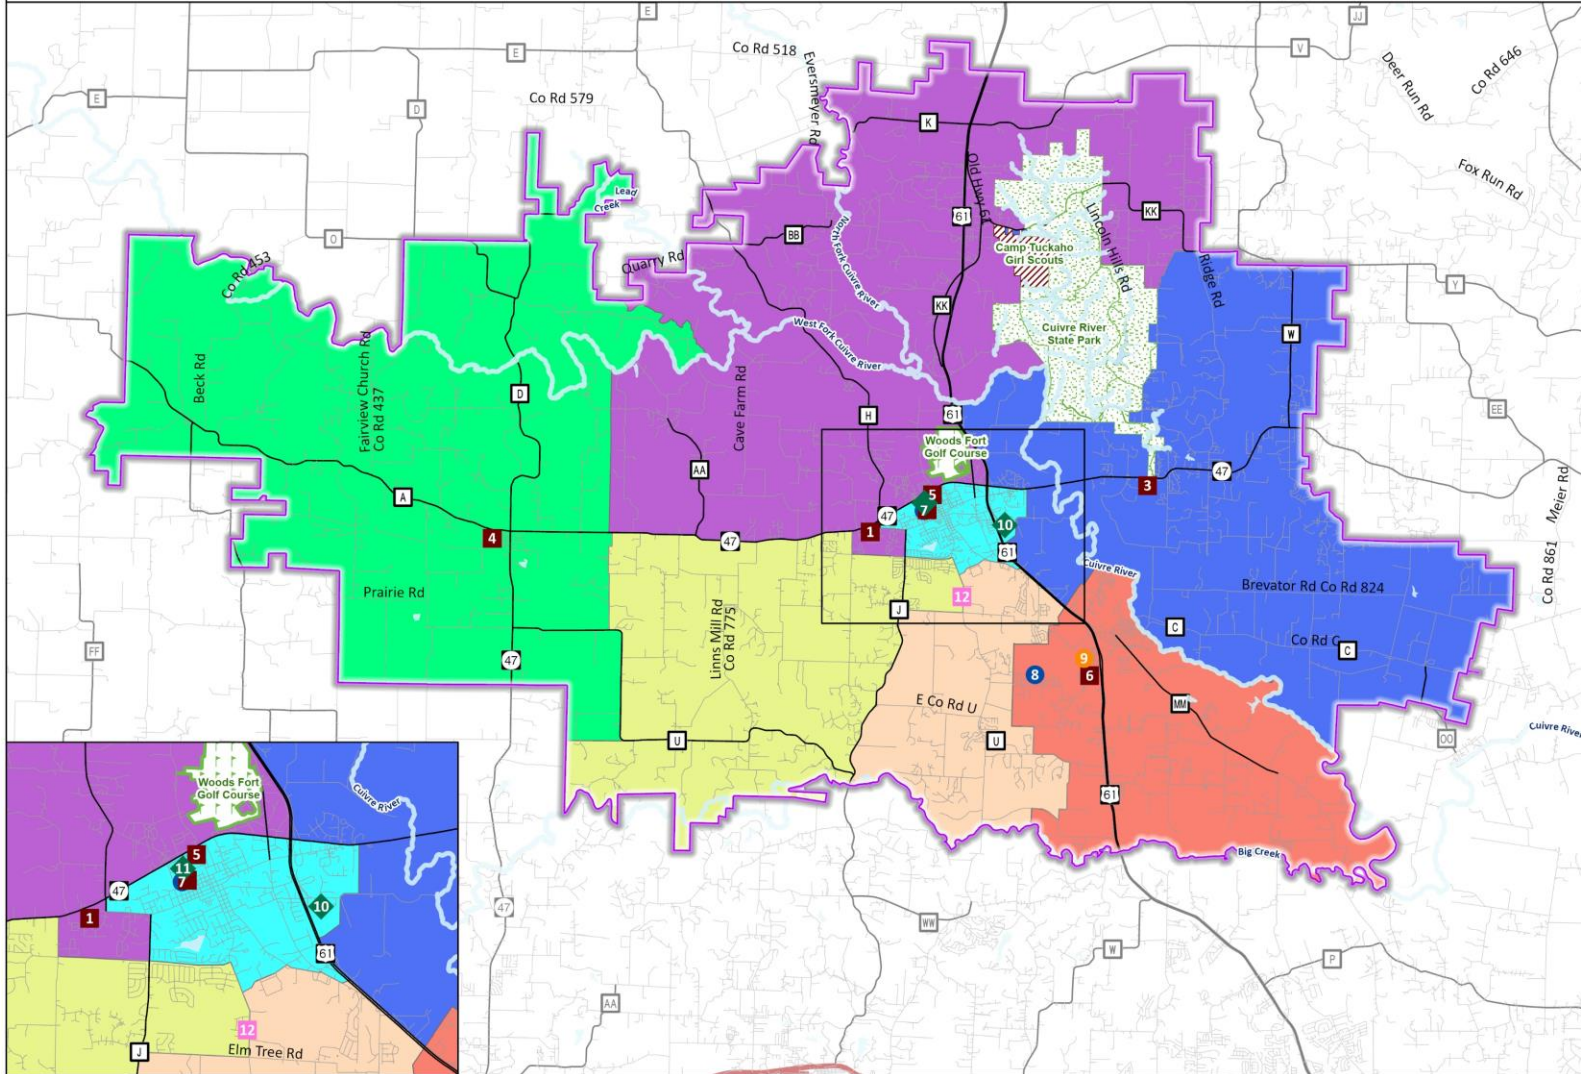 E
JJ
E
Co Rd 518
V
Eversmeyer Rd
Deer Run Rd
Co Rd 646
E
Co Rd 579
D
K
Old Hwy 61
Fox Run Rd
Lead
Creek
Lincoln Hills Rd
KK
61
BB
North Fork Cuivre River
O
Camp Tuckaho
Girl Scouts
Co Rd 453
Quarry Rd
Ridge Rd
Y
KK
West Fork Cuivre River
Cuivre River
State Park
W
Beck Rd
Fairview Church Rd
Co Rd 437
D
Cave Farm Rd
H
61
EE
Woods Fort
Golf Course
AA
47
3
Meier Rd
A
5
7
47
10
4
1
47
61
Cuivre River
Co Rd 861
Prairie Rd
12
Brevator Rd Co Rd 824
J
C
Linns Mill Rd
Co Rd 775
Co Rd C
C
FF
47
9
8
6
E Co Rd U
MM
U
U
Cuivre River
OO
61
Big Creek
Woods Fort
Golf Course
Cuivre River
5
11
7
47
10
1
61
12
J
Elm Tree Rd
47
WW
W
P
AA